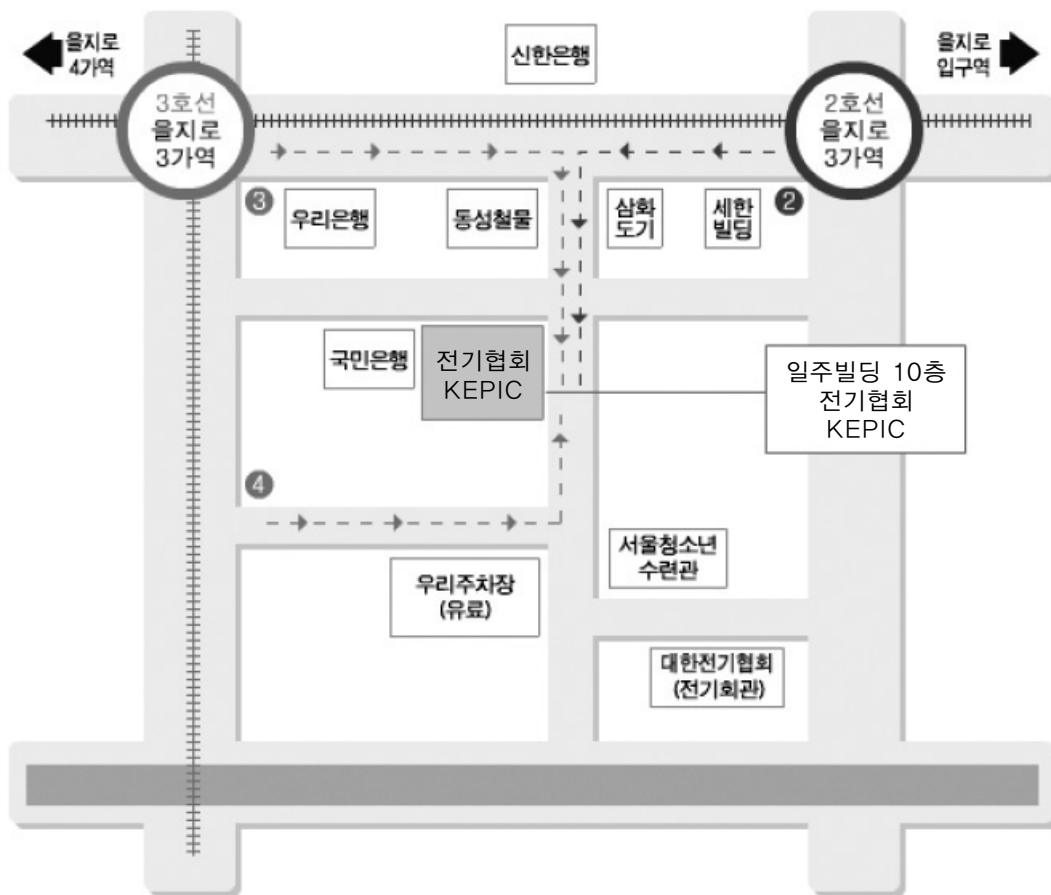 을지로
4가역
신한은행
을지로
입구역
3호선
을지로
3가역
2호선
을지로
3가역
3
우리은행
동성철물
삼화
도기
세한
빌딩
2
국민은행
전기협회
KEPIC
일주빌딩 10층
전기협회
KEPIC
4
서울청소년
수련관
우리주차장
(유료)
대한전기협회
(전기회관)